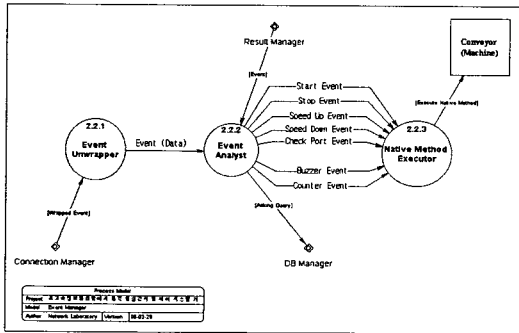 Result Manager
Conveyor
(Machine)
[Event]
Start Event
Stop Event
Speed Up Event
Speed Down Event
Check Port Event
Buzzer Event
Counter Event
[Execute Native Method]
2.2.1
Event
Unwrapper
Event (Data)
2.2.2
Event
Analyst
2.2.3
Native Method
Executor
[Wrapped Event]
[Asking Query]
Connection Manager
DB Manager
Process Model
Project
Model Event Manager
Author Network Laboratory Version